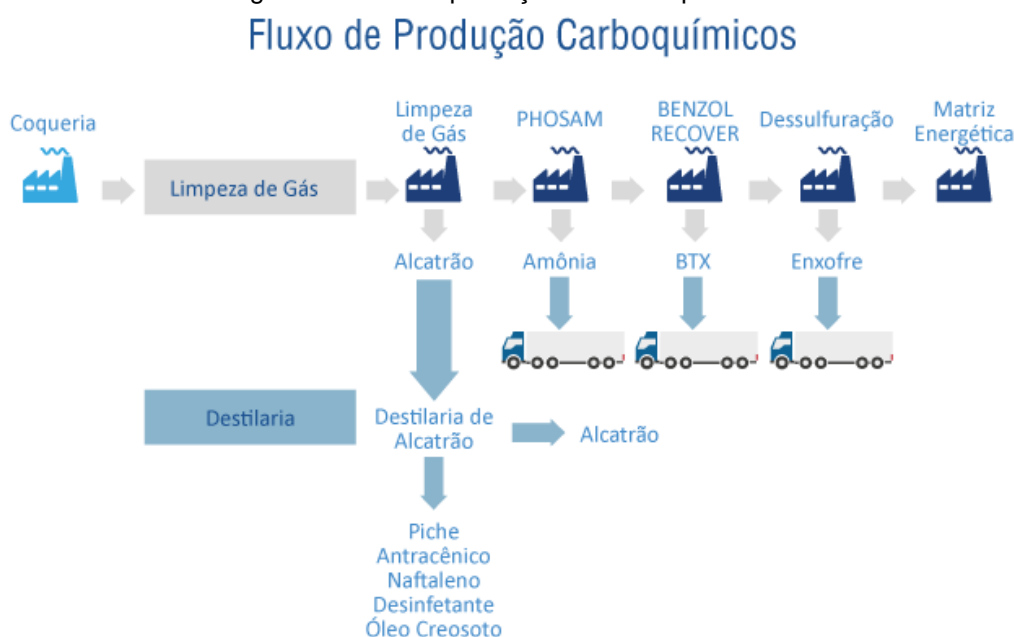 Fluxo de Produção Carboquímicos
Coqueria
Limpeza de Gás
Limpeza
de Gás
PHOSAM
BENZOL
RECOVER
Dessulfuração
Matriz
Energética
Alcatrão
Amônia
BTX
Enxofre
Destilaria
Destilaria de
Alcatrão
Alcatrão
Piche
Antracênico
Naftaleno
Desinfetante
Óleo Creosoto